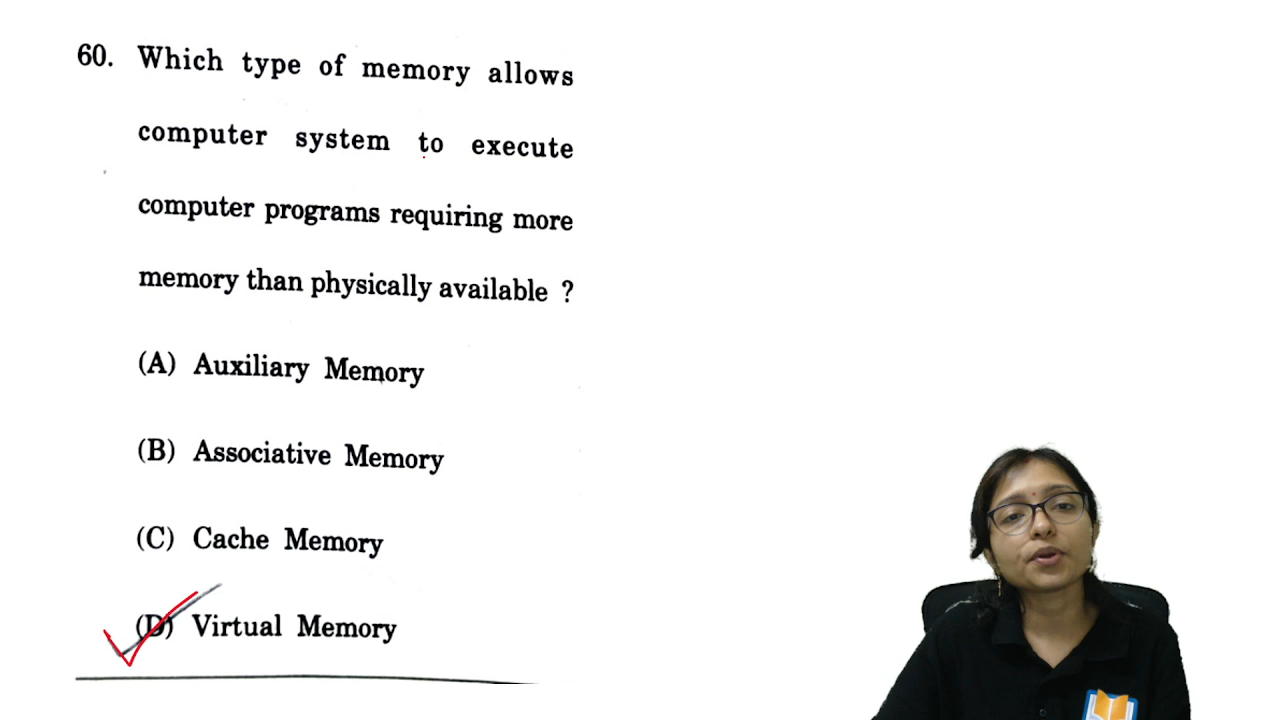 60. Which type of memory allows
computer system to execute
computer programs requiring more
memory than physically available ?
(A) Auxiliary Memory
(B) Associative Memory
(C) Cache Memory
(D) Virtual Memory